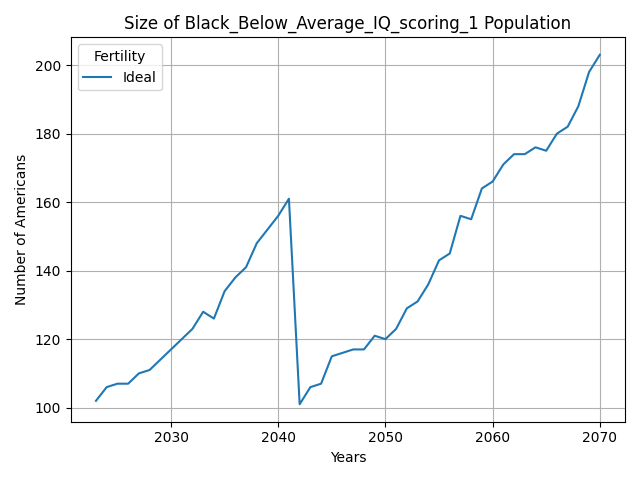 Size of Black_Below_Average_IQ_scoring_1 Population
Fertility
Ideal
Number of Americans
200
180
160
140
120
100
2030 2040 2050 2060 2070
Years